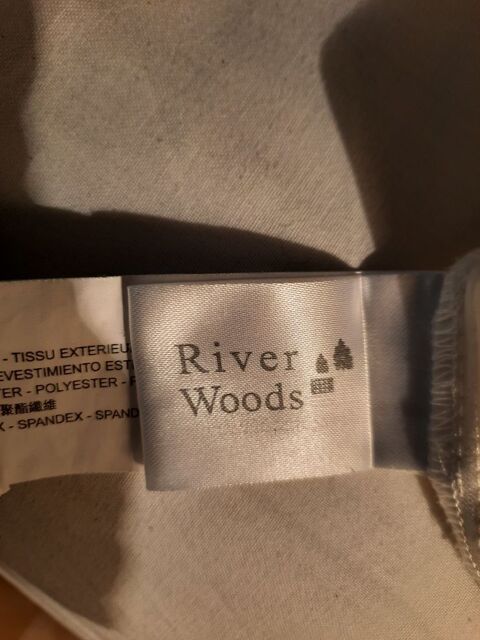 - TISSU EXTERIEU
EVESTIMIENTO EST
TER - POLYESTER -
聚酯纖維
X - SPANDEX - SPAND
River
Woods